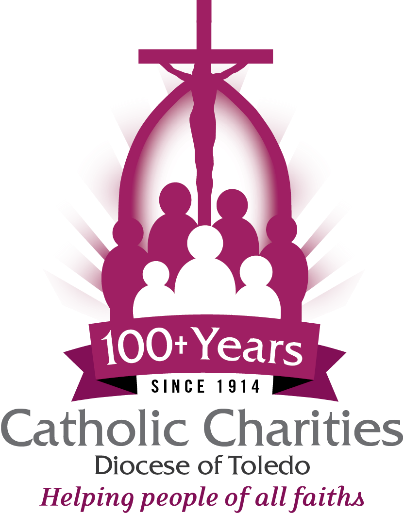 100+ Years
SINCE 1914
Catholic Charities
Diocese of Toledo
Helping people of all faiths